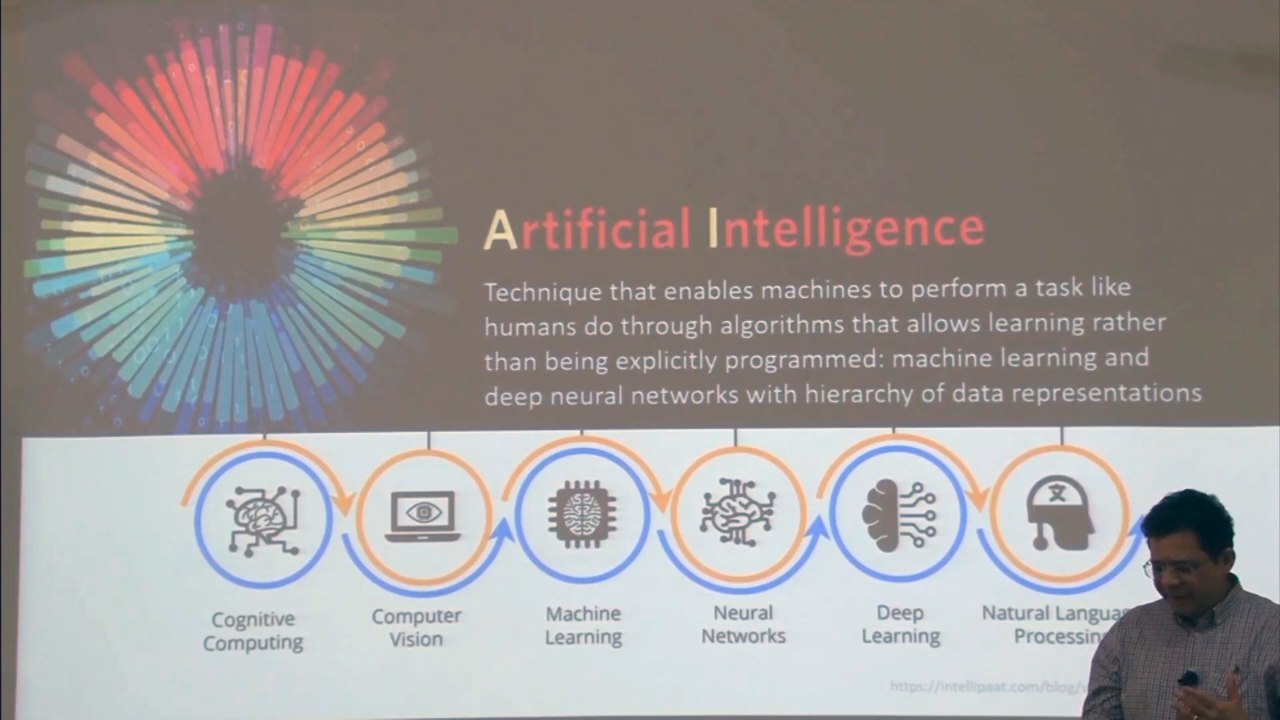 Artificial Intelligence
Technique that enables machines to perform a task like
humans do through algorithms that allows learning rather
than being explicitly programmed: machine learning and
deep neural networks with hierarchy of data representations
Cognitive
Computing
Computer
Vision
Machine
Learning
Neural
Networks
Deep
Learning
Natural
Processing
https://intellipaat.com/blog/